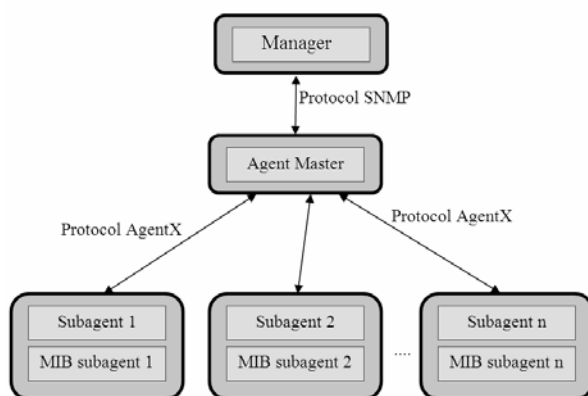 Manager
Protocol SNMP
Agent Master
Protocol AgentX
Protocol AgentX
Subagent 1
MIB subagent 1
Subagent 2
MIB subagent 2
....
Subagent n
MIB subagent n